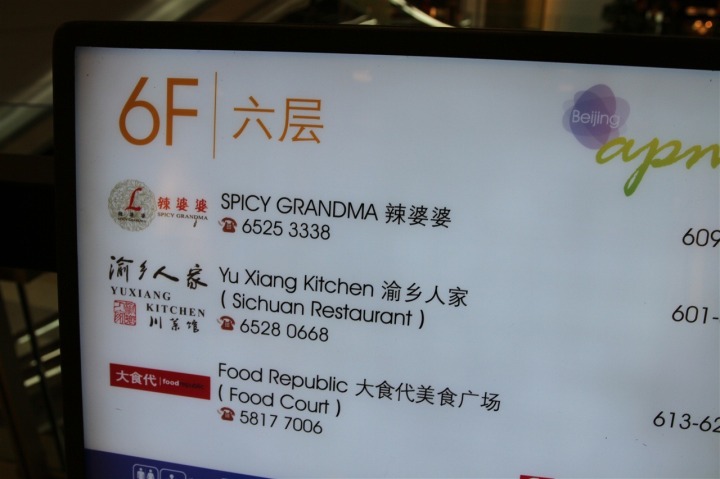 6F 六层
Beijing
apm
辣婆婆
SPICY GRANDMA
SPICY GRANDMA 辣婆婆
6525 3338
609
渝乡人家
YUXIANG
KITCHEN
川菜馆
Yu Xiang Kitchen 渝乡人家
( Sichuan Restaurant )
6528 0668
601-
大食代 food
Food Republic 大食代美食广场
( Food Court )
5817 7006
613-62